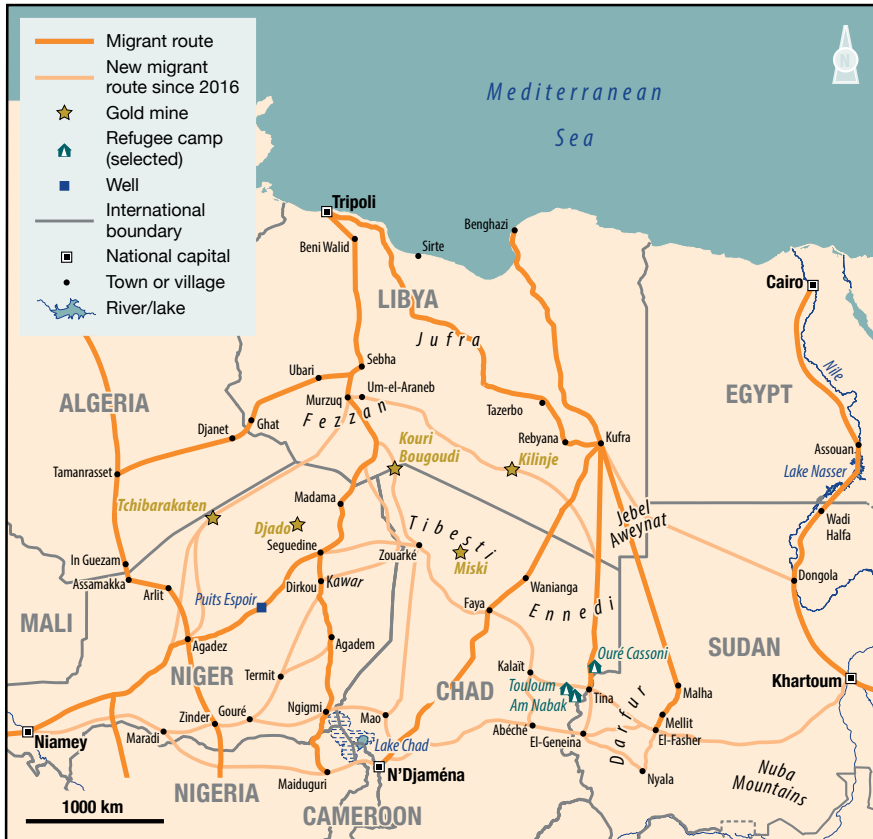 Migrant route
New migrant
route since 2016
Gold mine
Refugee camp
(selected)
Well
International
boundary
National capital
Town or village
River/lake
N
Mediterranean
Sea
Tripoli
Benghazi
Beni Walid
Sirte
Cairo
LIBYA
Jufra
Nile
Sebha
Ubari
Um-el-Araneb
Murzuq
EGYPT
ALGERIA
Fezzan
Tazerbo
Ghat
Djanet
Kouri
Bougoudi
Rebyana
Kufra
Kilinje
Assouan
Tamanrasset
Lake Nasser
Tchibarakaten
Madama
Djado
Jebel
Aweynat
Wadi
Halfa
Tibesti
Seguedine
Zouarké
Miski
In Guezam
Assamakka
Arlit
Dirkou
Kawar
Wanianga
Dongola
Puits Espoir
Faya
Ennedi
MALI
Agadez
Agadem
SUDAN
Ouré Cassoni
NIGER
Termit
Kalaït
CHAD
Touloum
Am Nabak
Tina
Malha
Khartoum
Zinder
Gouré
Ngigmi
Mao
Darfur
Mellit
Niamey
Maradi
Abéché
El-Geneina
El-Fasher
Lake Chad
Maiduguri
N'Djaména
Nyala
Nuba
Mountains
NIGERIA
CAMEROON
1000 km